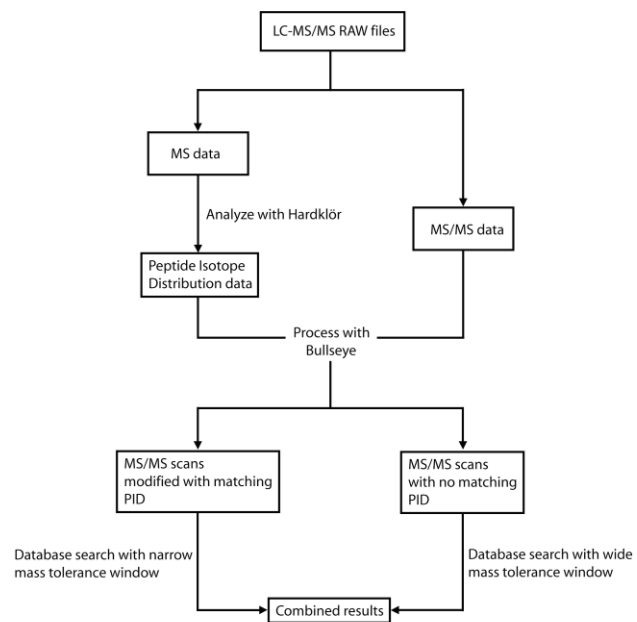 LC-MS/MS RAW files
MS data
Analyze with Hardklör
MS/MS data
Peptide Isotope
Distribution data
Process with
Bullseye
MS/MS scans
modified with matching
PID
MS/MS scans
with no matching
PID
Database search with narrow
mass tolerance window
Database search with wide
mass tolerance window
Combined results